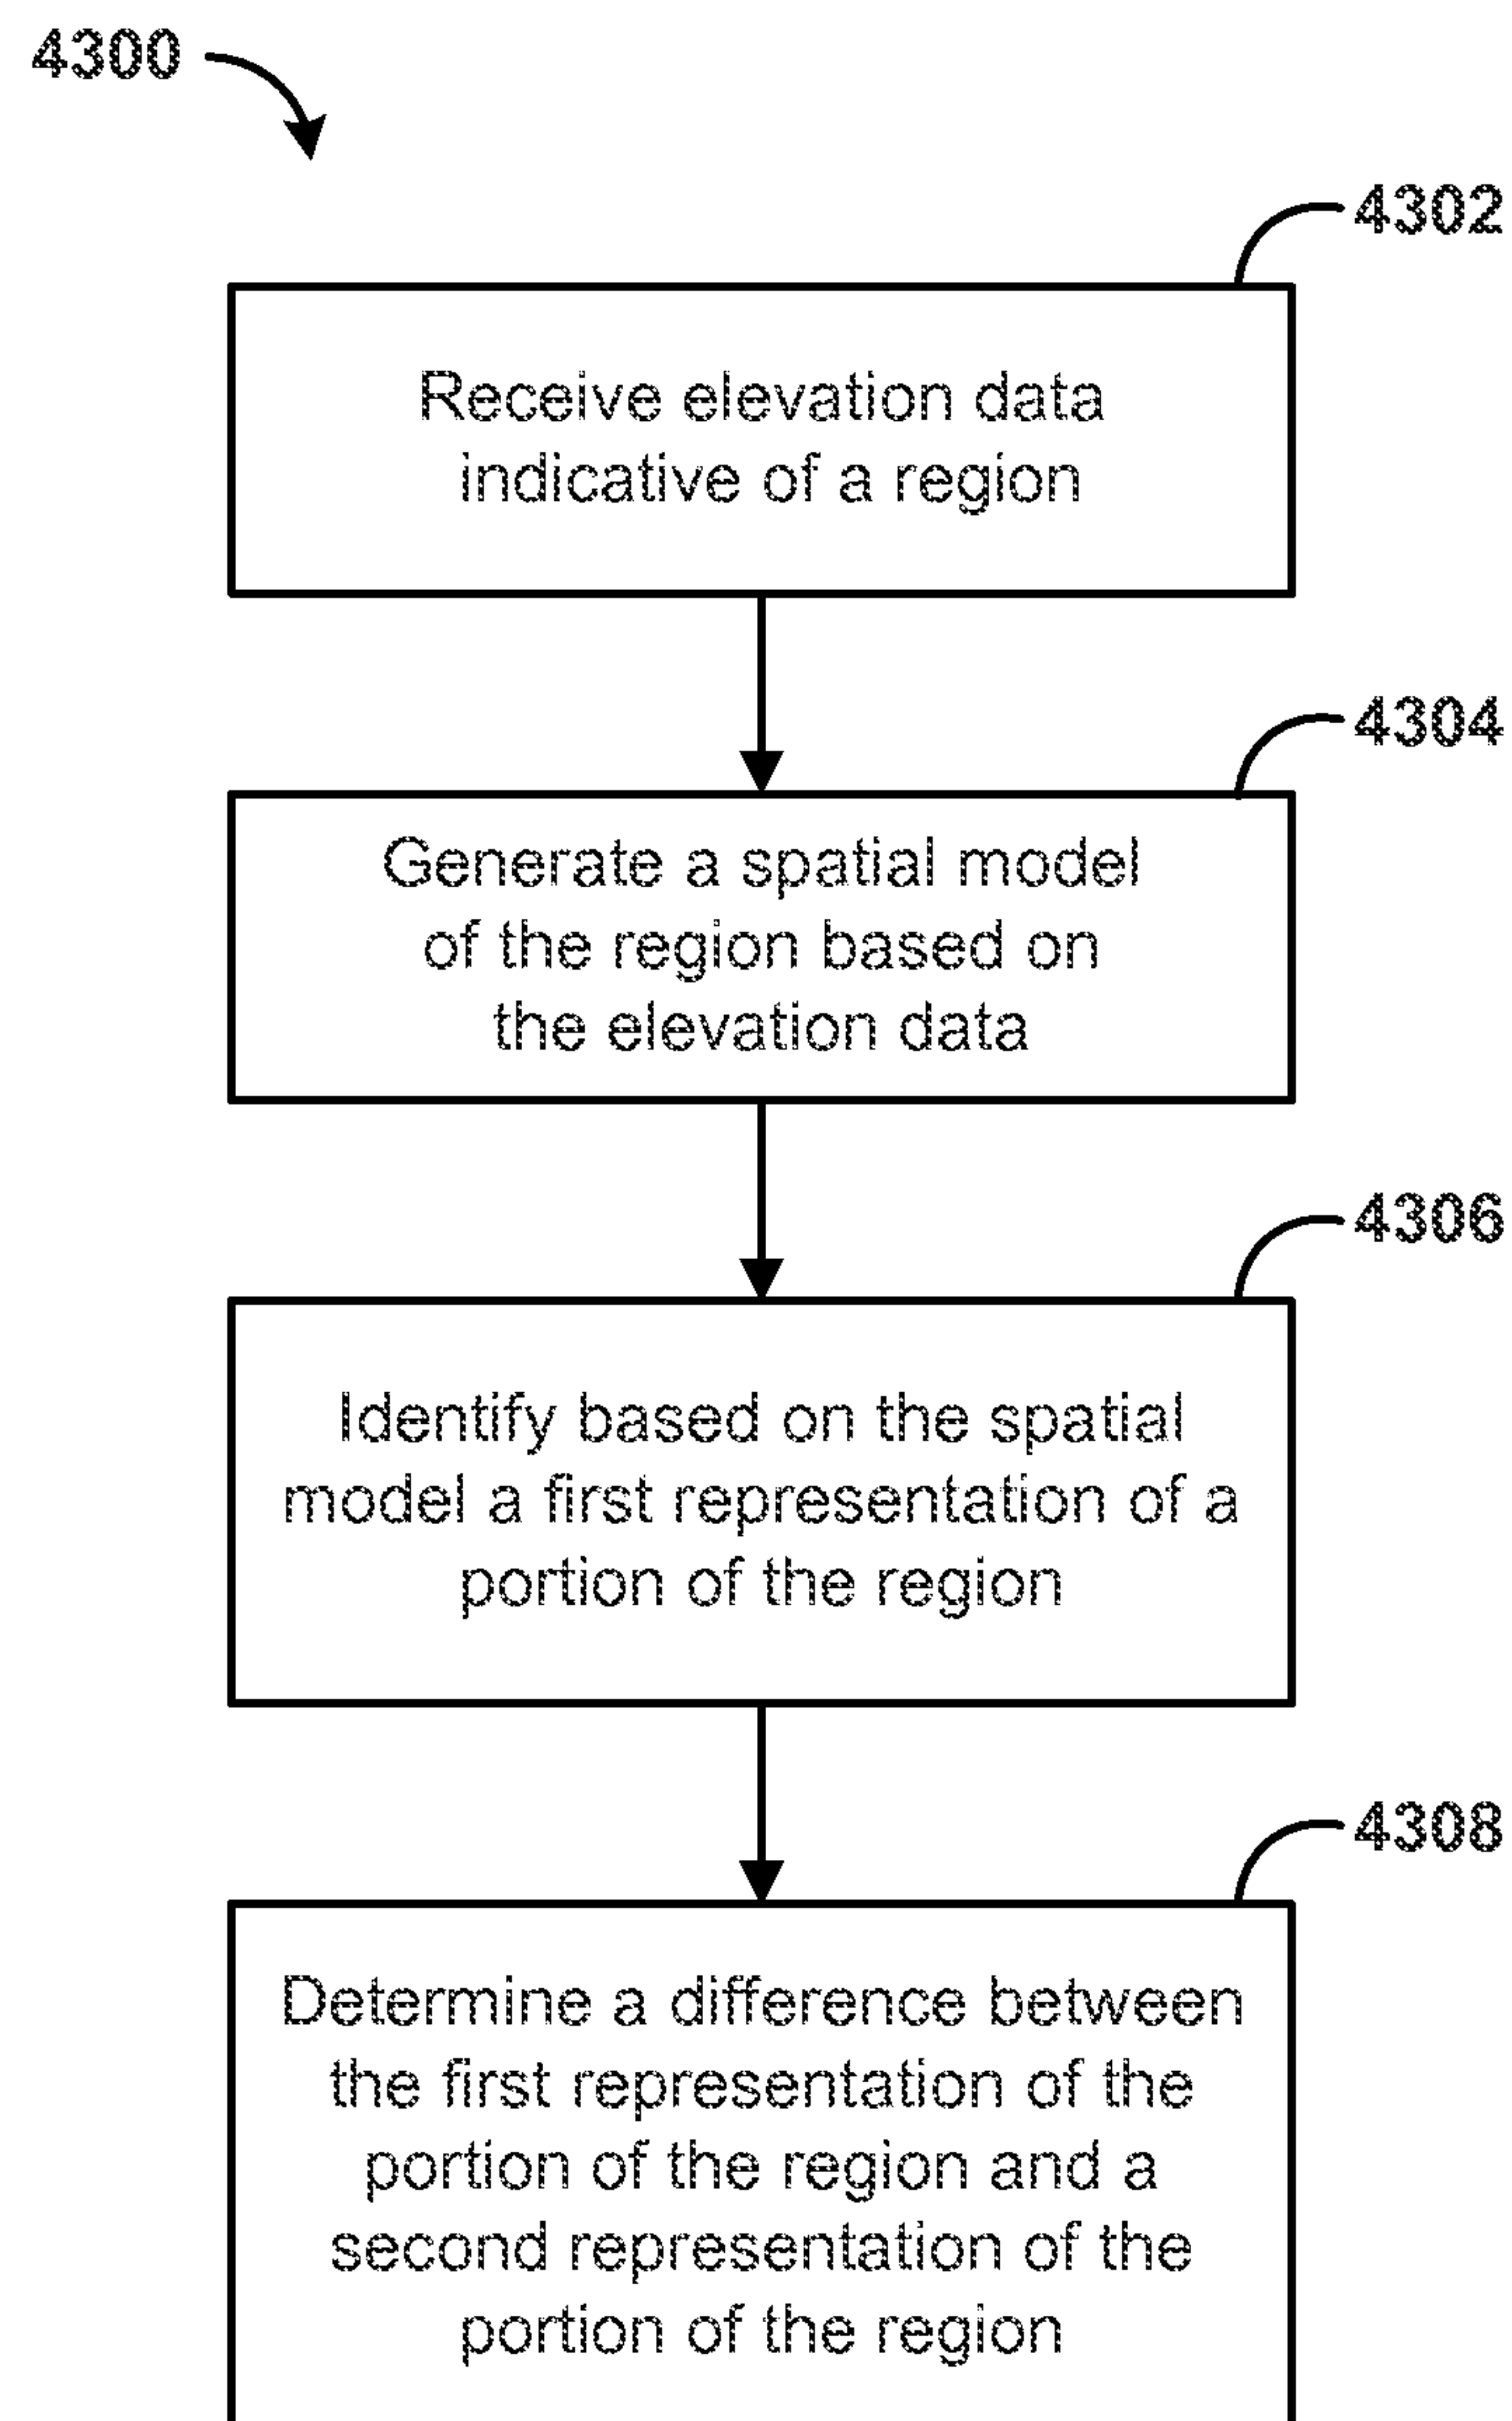 4300
4302
Receive elevation data
indicative of a region
4304
Generate a spatial model
of the region based on
the elevation data
4306
Identify based on the spatial
model a first representation of a
portion of the region
4308
Determine a difference between
the first representation of the
portion of the region and a
second representation of the
portion of the region